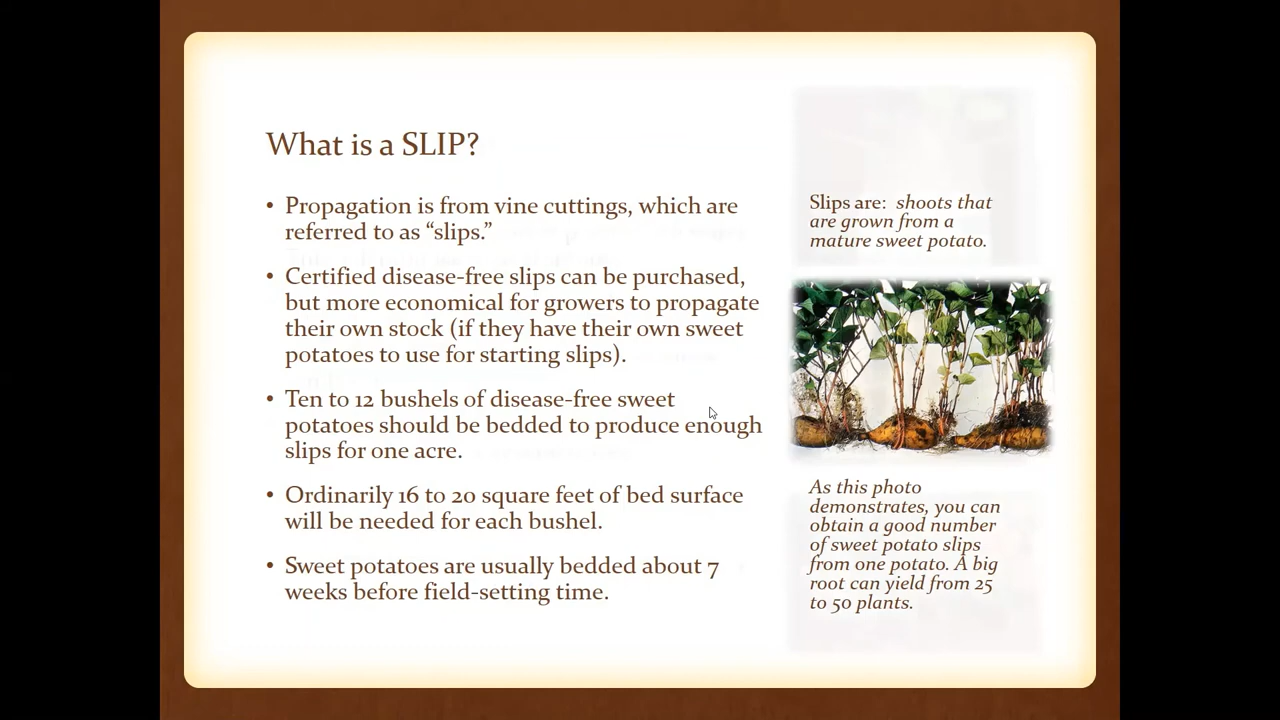 What is a SLIP?
• Propagation is from vine cuttings, which are
referred to as “slips.”
• Certified disease-free slips can be purchased,
but more economical for growers to propagate
their own stock (if they have their own sweet
potatoes to use for starting slips).
• Ten to 12 bushels of disease-free sweet
potatoes should be bedded to produce enough
slips for one acre.
• Ordinarily 16 to 20 square feet of bed surface
will be needed for each bushel.
• Sweet potatoes are usually bedded about 7
weeks before field-setting time.
Slips are:  shoots that
are grown from a
mature sweet potato.
As this photo
demonstrates, you can
obtain a good number
of sweet potato slips
from one potato. A big
root can yield from 25
to 50 plants.